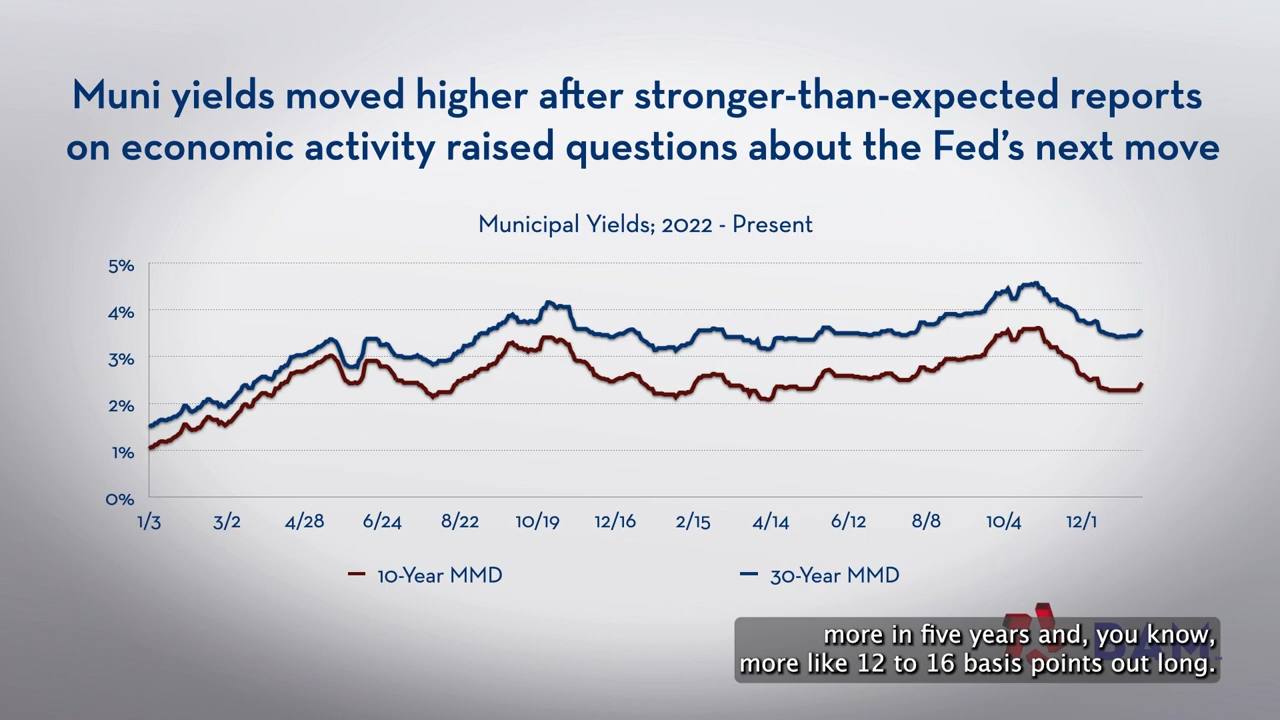 Muni yields moved higher after stronger-than-expected reports
on economic activity raised questions about the Fed's next move
Municipal Yields; 2022 - Present
5%
4%
3%
2%
1%
0%
1/3 3/2 4/28 6/24 8/22 10/19 12/16 2/15 4/14 6/12 8/8 10/4 12/1
10-Year MMD 30-Year MMD
BAM.
more in five years and, you know,
more like 12 to 16 basis points out long.